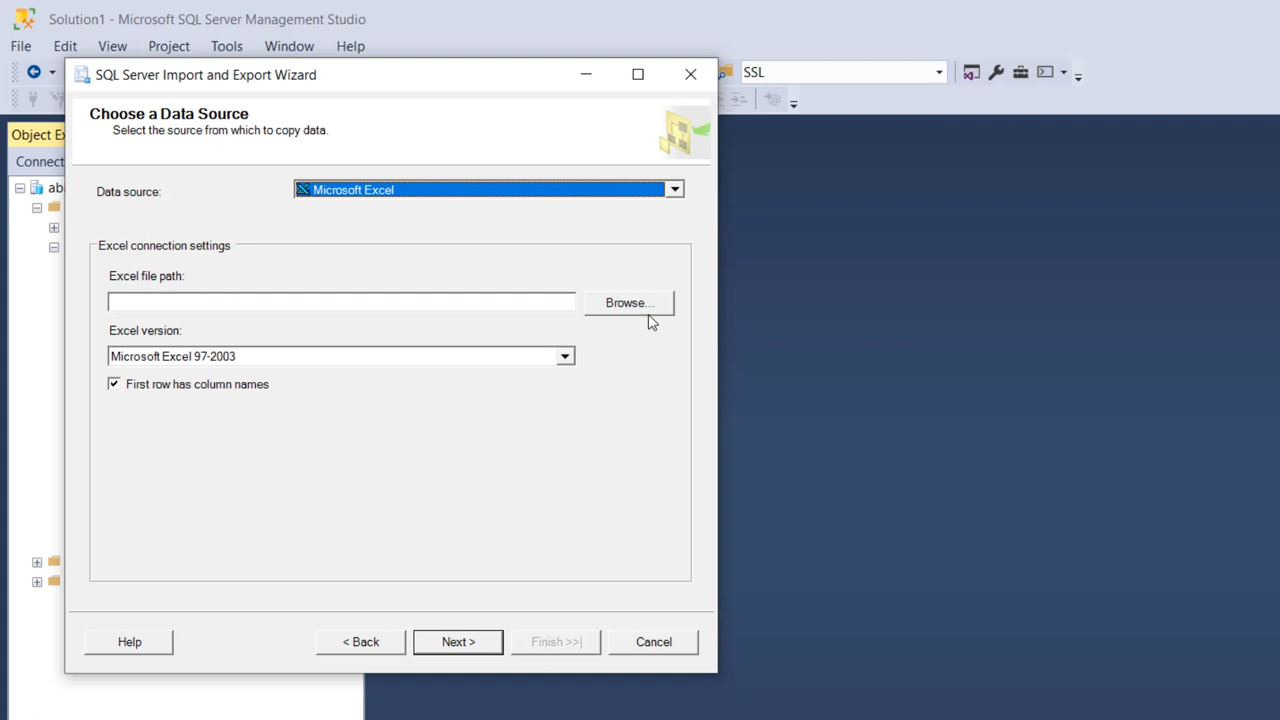 Solution1 - Microsoft SQL Server Management Studio
File Edit View Project Tools Window Help
SQL Server Import and Export Wizard
SSL
Choose a Data Source
Select the source from which to copy data.
Object Ex
Connect
Data source: Microsoft Excel
ab
Excel connection settings
Excel file path:
Browse...
Excel version:
Microsoft Excel 97-2003
First row has column names
Help < Back Next > Finish >>| Cancel